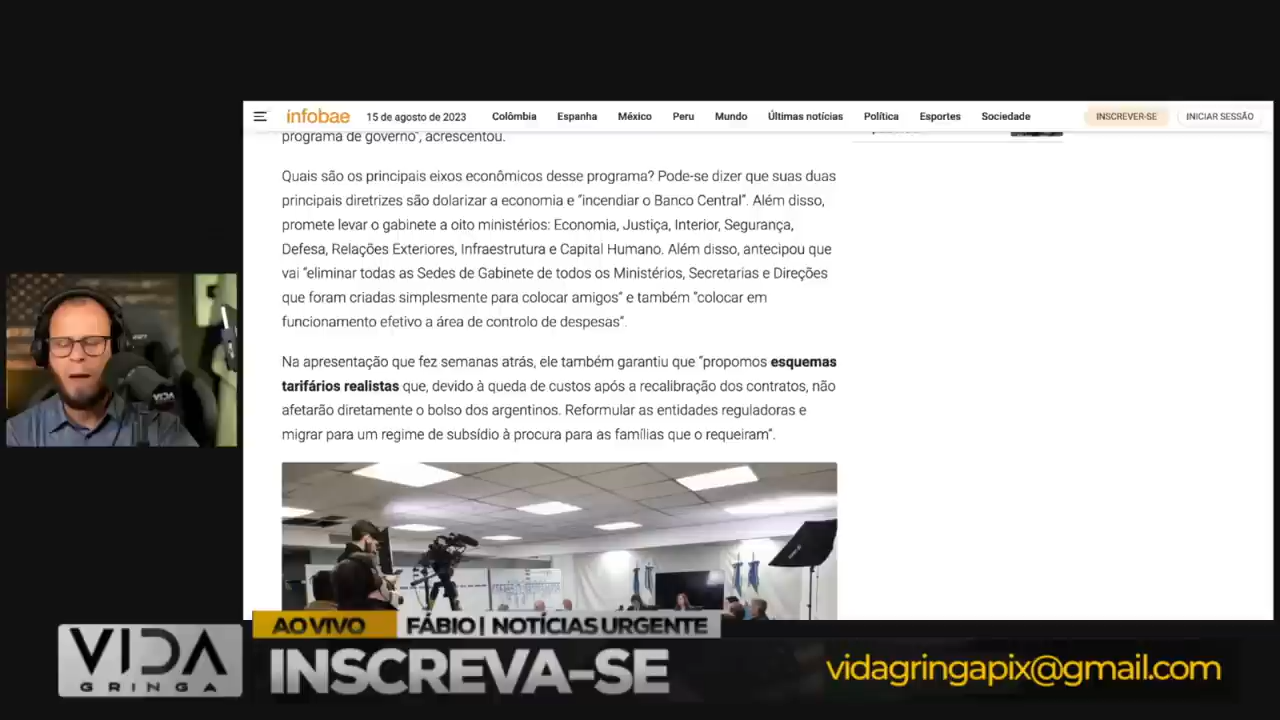 infobae 15 de agosto de 2023 Colômbia Espanha México Peru Mundo Últimas notícias Política Esportes Sociedade INSCREVER-SE INICIAR SESSÃO
programa de governo", acrescentou.
Quais são os principais eixos econômicos desse programa? Pode-se dizer que suas duas
principais diretrizes são dolarizar a economia e "incendiar o Banco Central". Além disso,
promete levar o gabinete a oito ministérios: Economia, Justiça, Interior, Segurança,
Defesa, Relações Exteriores, Infraestrutura e Capital Humano. Além disso, antecipou que
vai "eliminar todas as Sedes de Gabinete de todos os Ministérios, Secretarias e Direções
que foram criadas simplesmente para colocar amigos" e também "colocar em
funcionamento efetivo a área de controlo de despesas".
Na apresentação que fez semanas atrás, ele também garantiu que "propomos esquemas
tarifários realistas que, devido à queda de custos após a recalibração dos contratos, não
afetarão diretamente o bolso dos argentinos. Reformular as entidades reguladoras e
migrar para um regime de subsídio à procura para as famílias que o requeiram".
VIDA
AO VIVO FÁBIO | NOTÍCIAS URGENTE
VIDA
GRINGA
INSCREVA-SE
vidagringapix@gmail.com